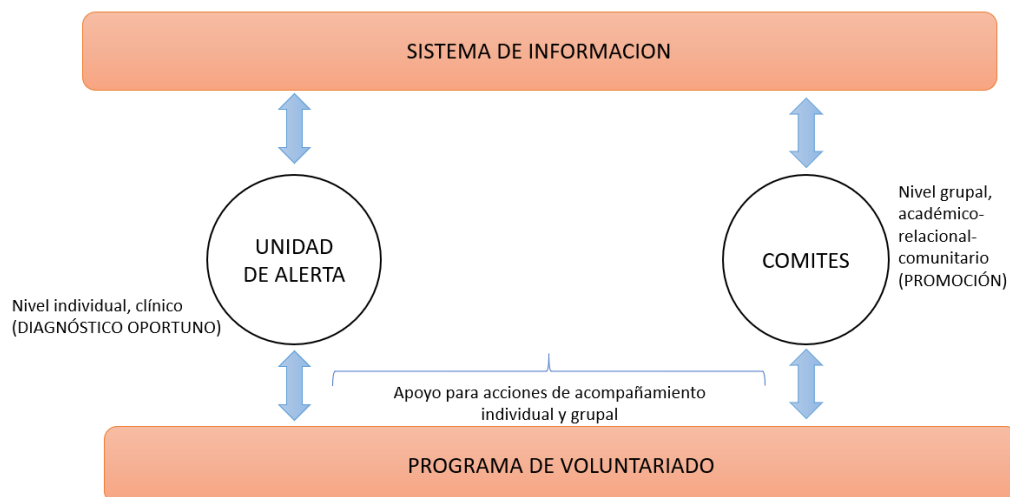 SISTEMA DE INFORMACION
UNIDAD
DE ALERTA
Nivel individual, clínico
(DIAGNÓSTICO OPORTUNO)
COMITES
Nivel grupal,
académico-
relacional-
comunitario
(PROMOCIÓN)
Apoyo para acciones de acompañamiento
individual y grupal
PROGRAMA DE VOLUNTARIADO